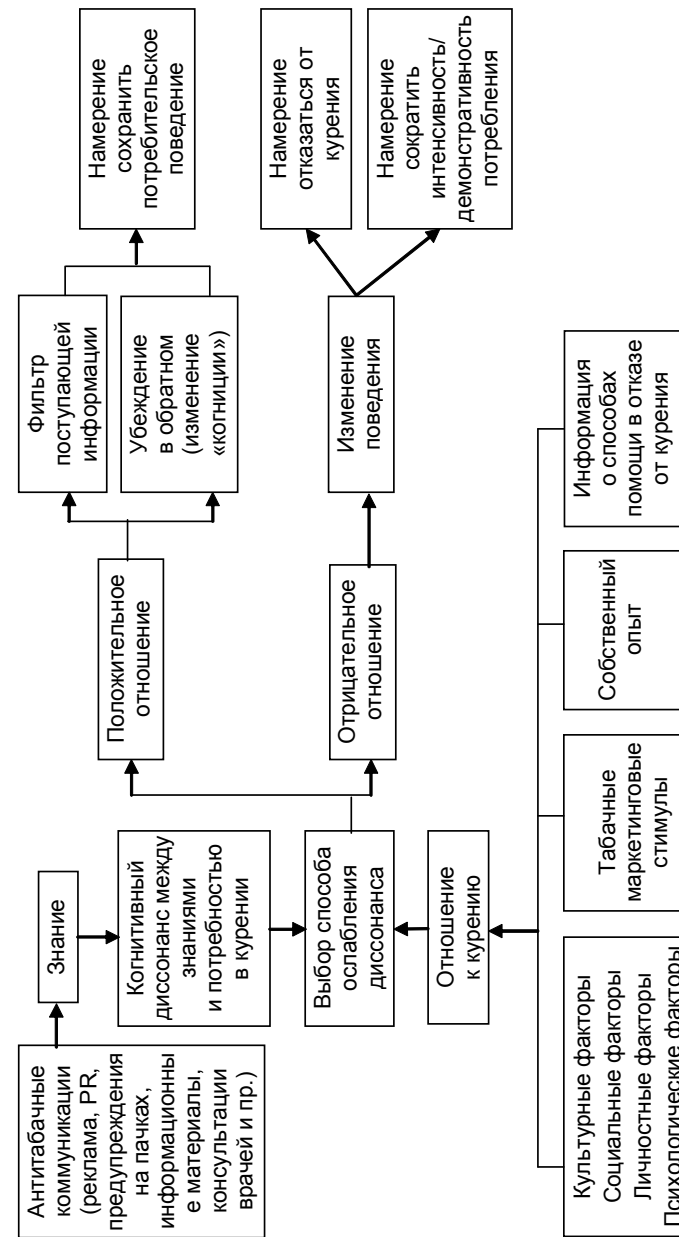 Антитабачные
коммуникации
(реклама, PR,
предупреждения
на пачках,
информационны
е материалы,
консультации
врачей и пр.)
Знание
Когнитивный
диссонанс между
знаниями
и потребностью
в курении
Выбор способа
ослабления
диссонанса
Отношение
к курению
Положительное
отношение
Отрицательное
отношение
Фильтр
поступающей
информации
Убеждение
в обратном
(изменение
«когниции»)
Изменение
поведения
Намерение
сохранить
потребительское
поведение
Намерение
отказаться от
курения
Намерение
сократить
интенсивность/
демонстративность
потребления
Культурные факторы
Социальные факторы
Личностные факторы
Психологические факторы
Табачные
маркетинговые
стимулы
Собственный
опыт
Информация
о способах
помощи в отказе
от курения